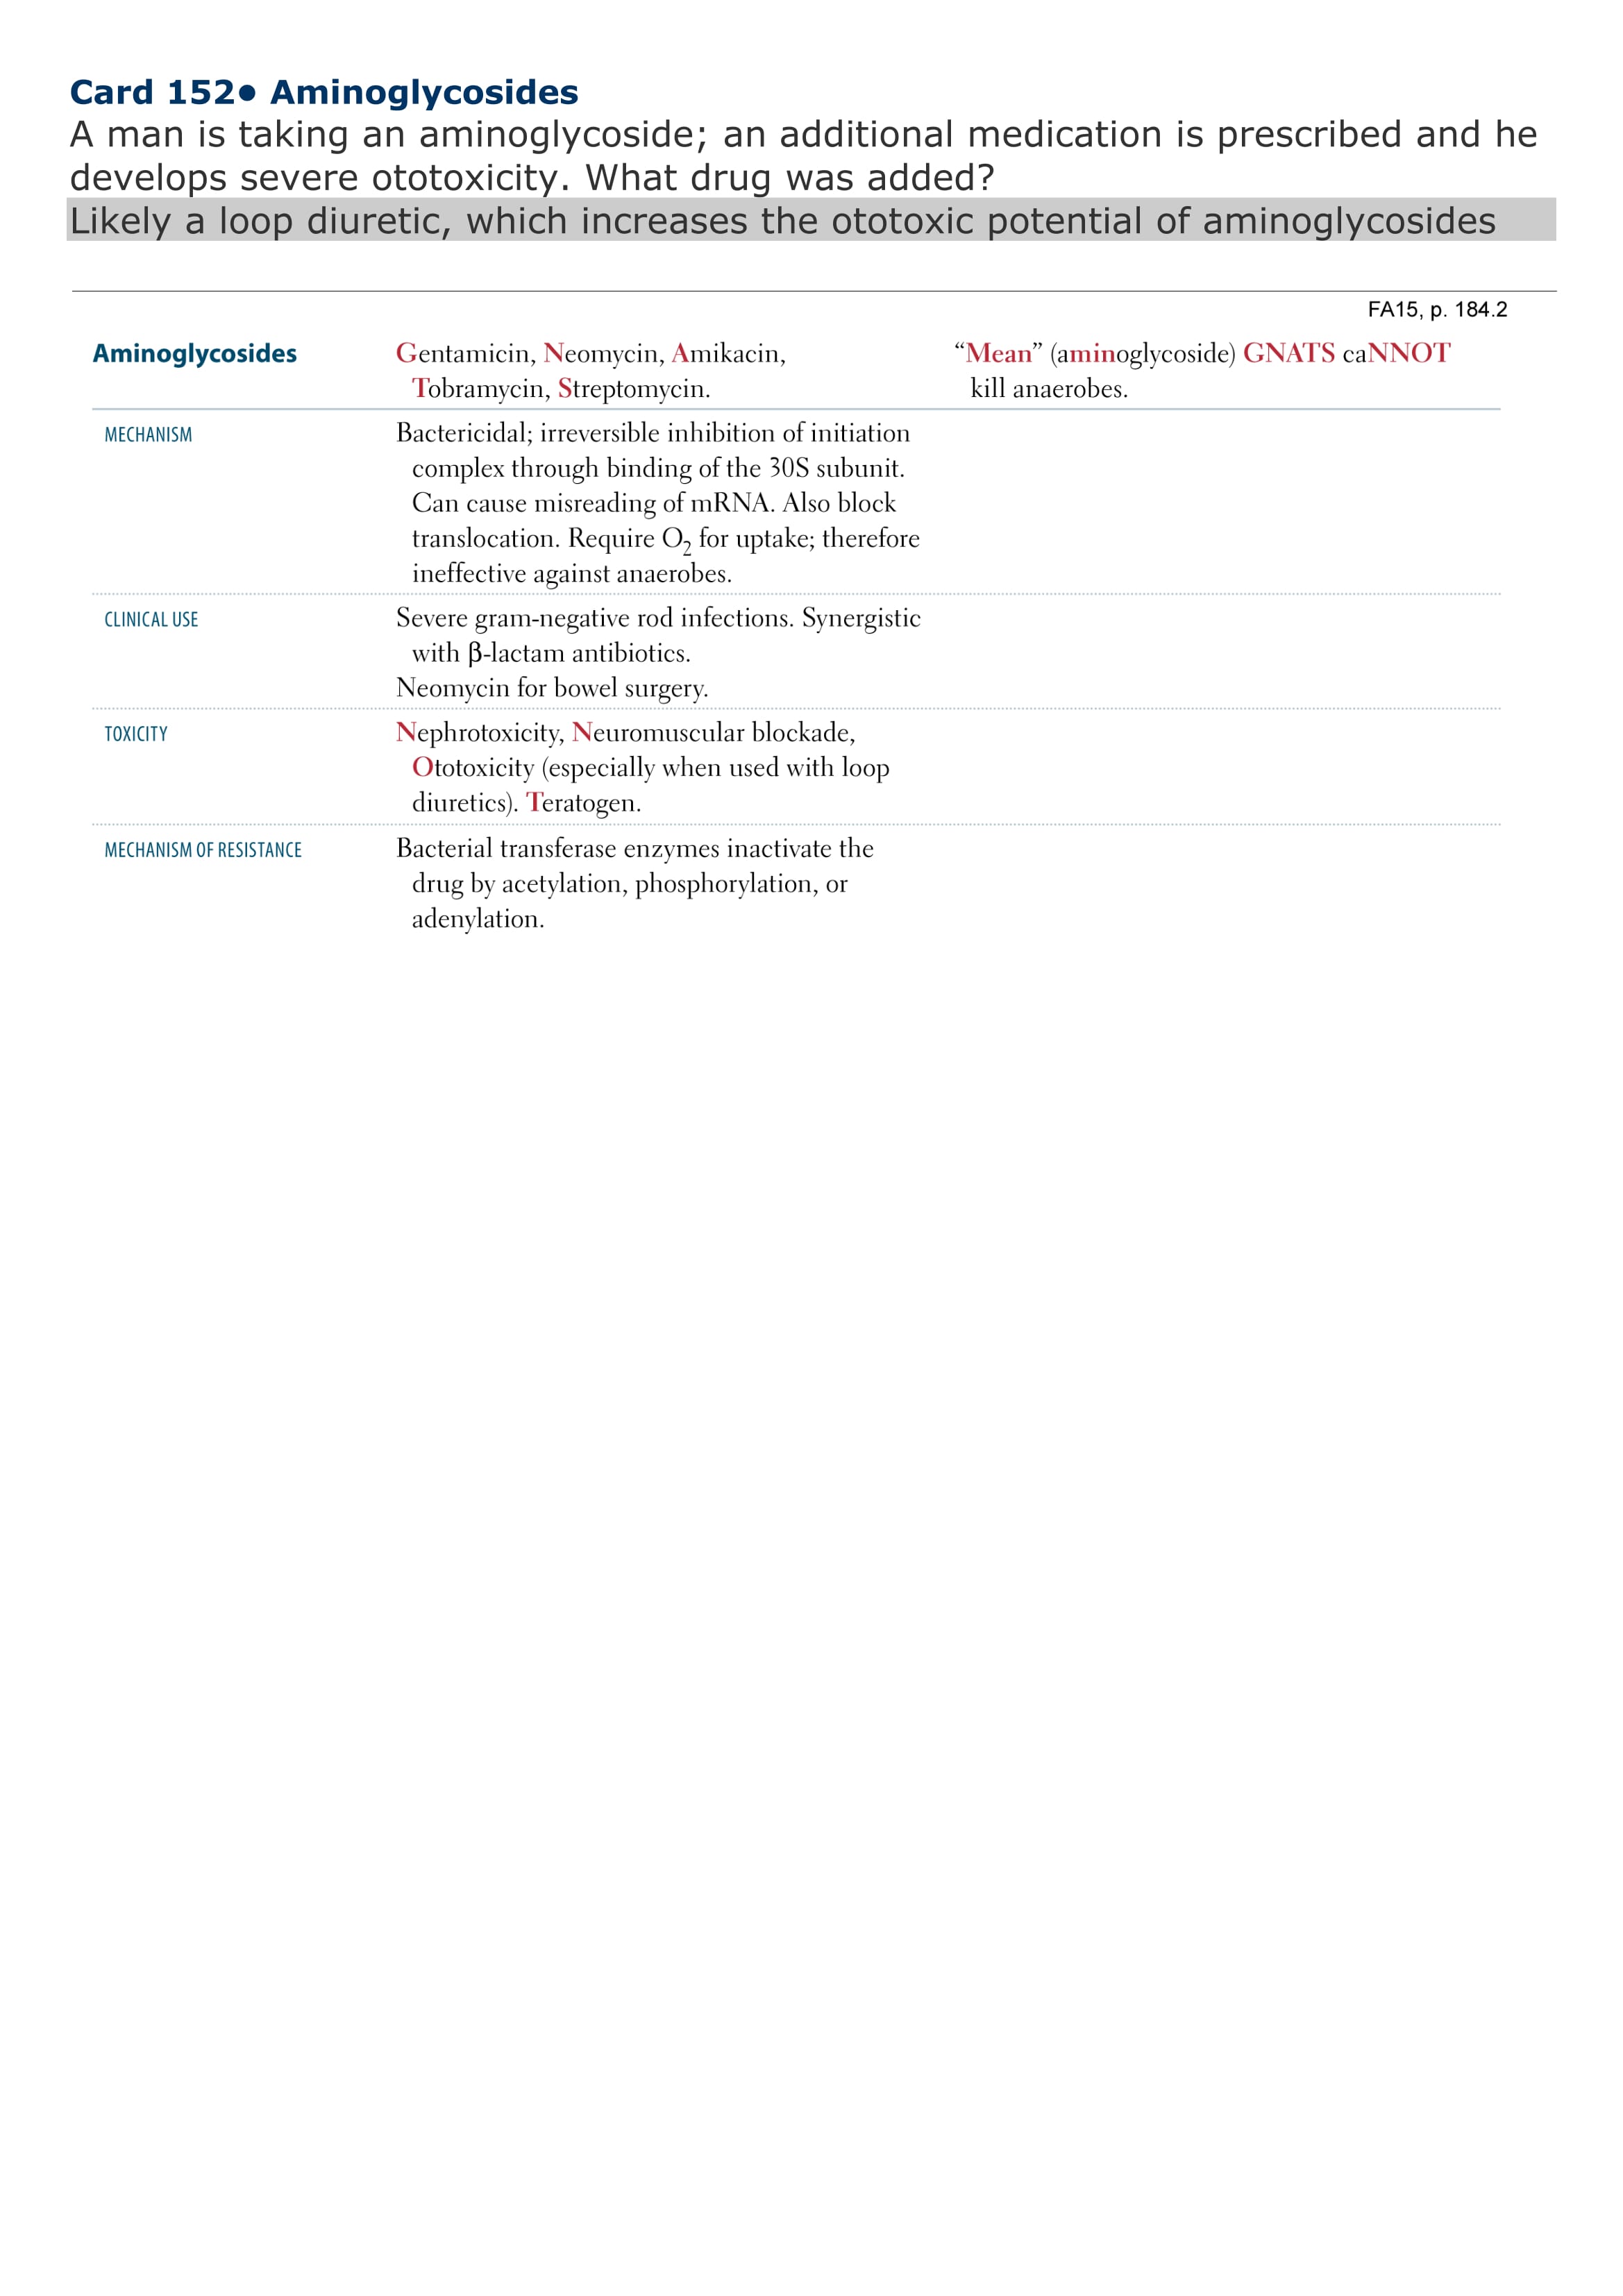 Card 152● Aminoglycosides
A man is taking an aminoglycoside; an additional medication is prescribed and he
develops severe ototoxicity. What drug was added?
Likely a loop diuretic, which increases the ototoxic potential of aminoglycosides
FA15, p. 184.2
Aminoglycosides
Gentamicin, Neomycin, Amikacin,
Tobramycin, Streptomycin.
“Mean” (aminoglycoside) GNATS caNNOT
kill anaerobes.
MECHANISM
Bactericidal; irreversible inhibition of initiation
complex through binding of the 30S subunit.
Can cause misreading of mRNA. Also block
translocation. Require O2 for uptake; therefore
ineffective against anaerobes.
CLINICAL USE
Severe gram-negative rod infections. Synergistic
with β-lactam antibiotics.
Neomycin for bowel surgery.
TOXICITY
Nephrotoxicity, Neuromuscular blockade,
Ototoxicity (especially when used with loop
diuretics). Teratogen.
MECHANISM OF RESISTANCE
Bacterial transferase enzymes inactivate the
drug by acetylation, phosphorylation, or
adenylation.